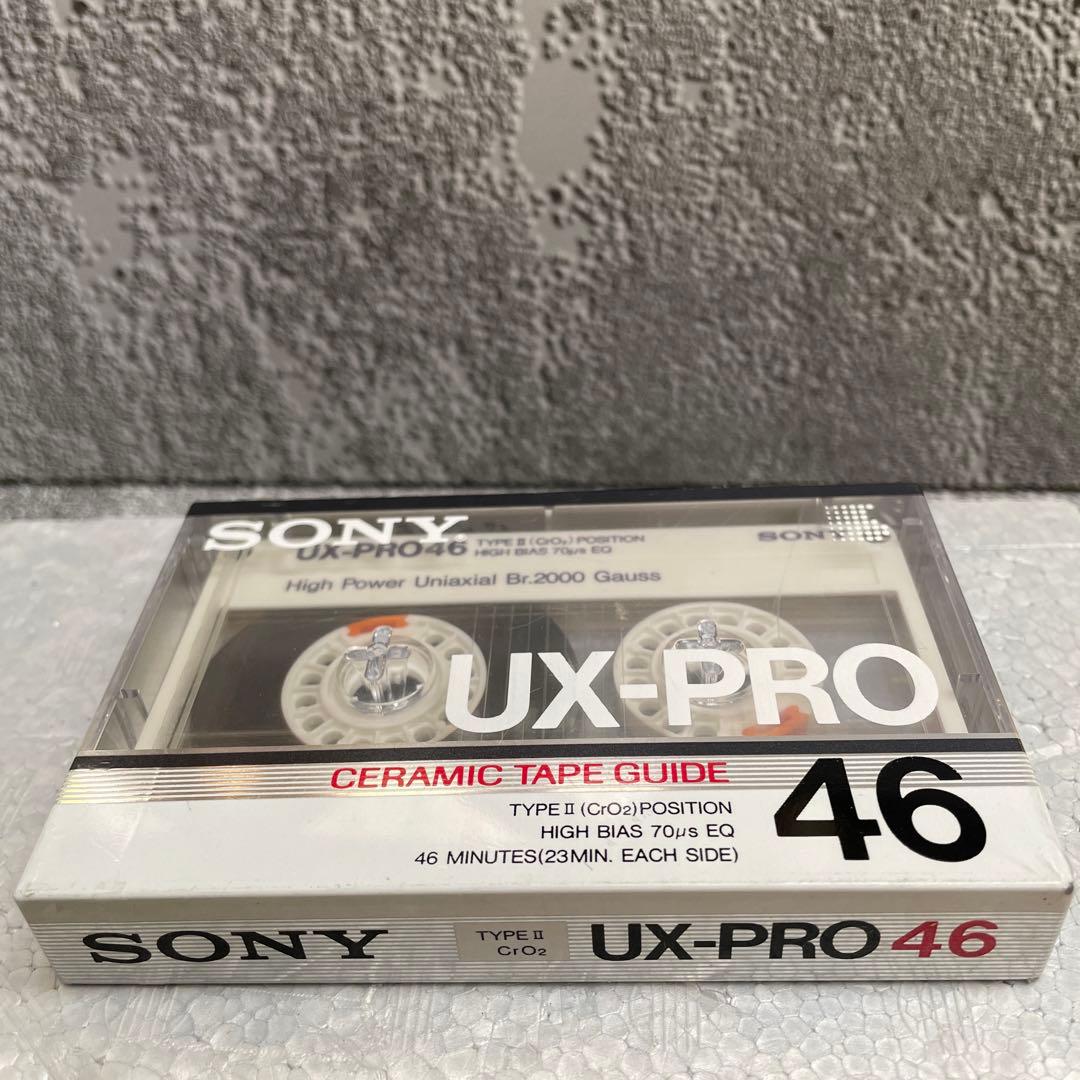 SONY
UX-PRO46 TYPE II (CrO2) POSITION
HIGH BIAS 70µs EQ
SONY
High Power Uniaxial Br.2000 Gauss
UX-PRO
CERAMIC TAPE GUIDE
46
TYPE II (CrO2) POSITION
HIGH BIAS 70µs EQ
46 MINUTES(23MIN. EACH SIDE)
SONY
TYPE II
CrO2
UX-PRO 46